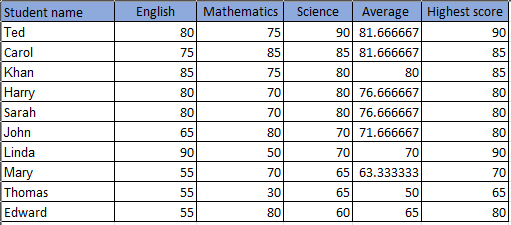 Student name English Mathematics Science Average Highest score
Ted 80 75 90 81.666667 90
Carol 75 85 85 81.666667 85
Khan 85 75 80 80 85
Harry 80 70 80 76.666667 80
Sarah 80 70 80 76.666667 80
John 65 80 70 71.666667 80
Linda 90 50 70 70 90
Mary 55 70 65 63.333333 70
Thomas 55 30 65 50 65
Edward 55 80 60 65 80